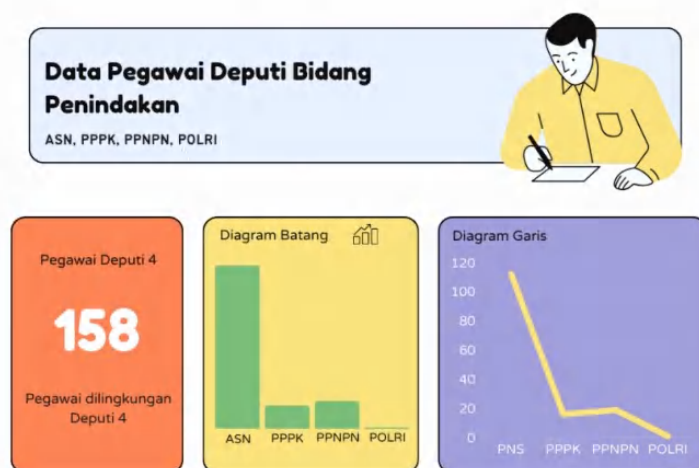 Data Pegawai Deputi Bidang
Penindakan
ASN, PPPK, PPNPN, POLRI
Pegawai Deputi 4
158
Pegawai dilingkungan
Deputi 4
Diagram Batang
ASN PPPK PPNPN POLRI
Diagram Garis
120
100
80
60
40
20
0
PNS PPPK PPNPN POLRI